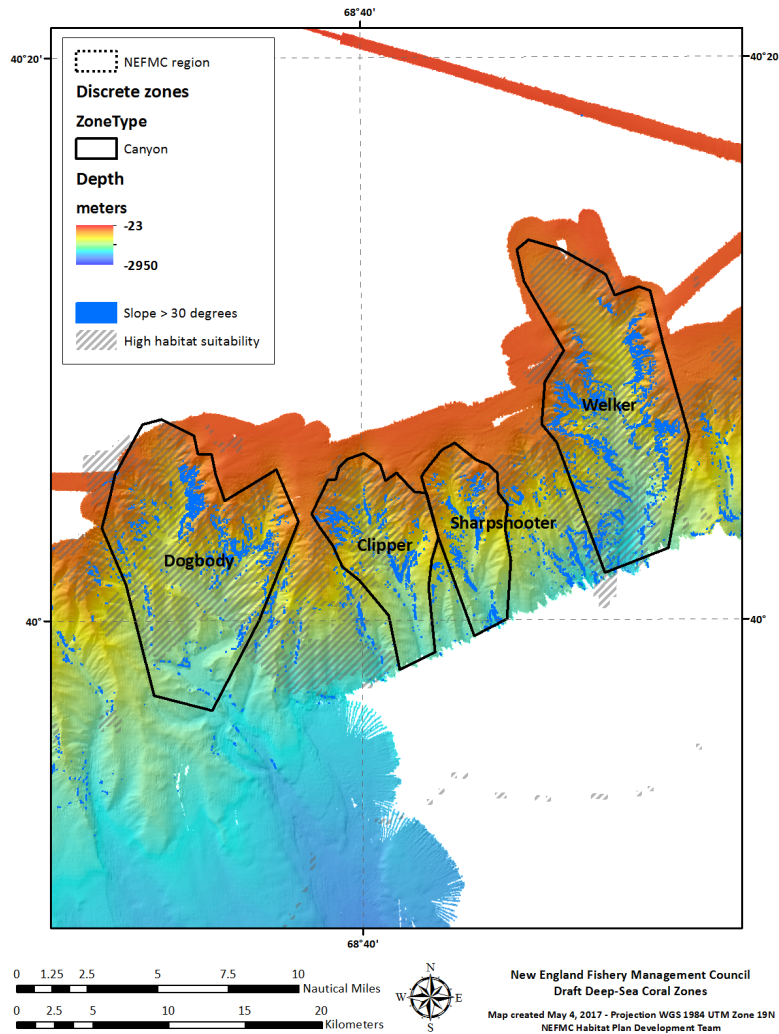 68°40'
40°20'
40°20'
NEFMC region
Discrete zones
ZoneType
Canyon
Depth
meters
-23
-2950
Slope > 30 degrees
High habitat suitability
Welker
Sharpshooter
Clipper
Dogbody
40°
40°
68°40'
0 1.25 2.5 5 7.5 10
Nautical Miles
0 2.5 5 10 15 20
Kilometers
N
W E
S
New England Fishery Management Council
Draft Deep-Sea Coral Zones
Map created May 4, 2017 - Projection WGS 1984 UTM Zone 19N
NEFMC Habitat Plan Development Team